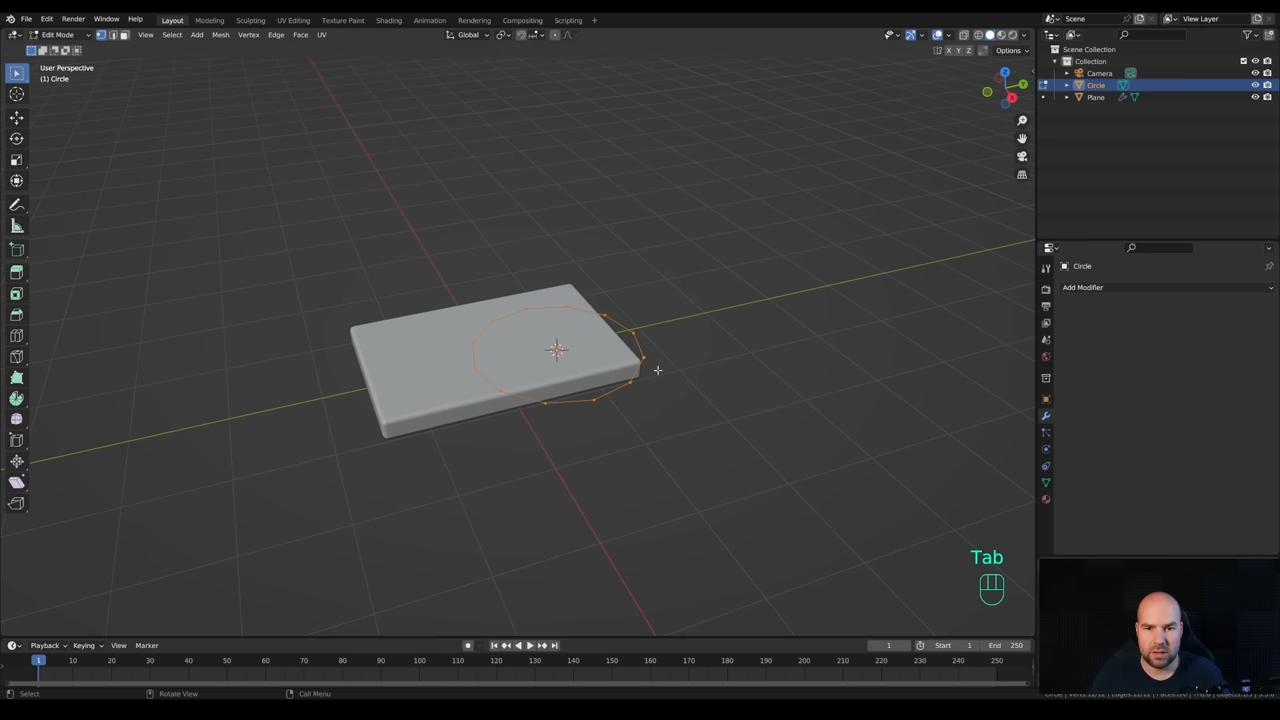 File Edit Render Window Help Layout Modeling Sculpting UV Editing Texture Paint Shading Animation Rendering Compositing Scripting + Scene View Layer
Edit Mode View Select Add Mesh Vertex Edge Face UV Global
X Y Z Options
User Perspective
(1) Circle
Scene Collection
Collection
Camera
Circle
Plane
Z
Y
X
Circle
Add Modifier
Tab
Playback Keying View Marker 1 Start 1 End 250
1 10 20 30 40 50 60 70 80 90 100 110 120 130 140 150 160 170 180 190 200 210 220 230 240 250
Select Rotate View Call Menu